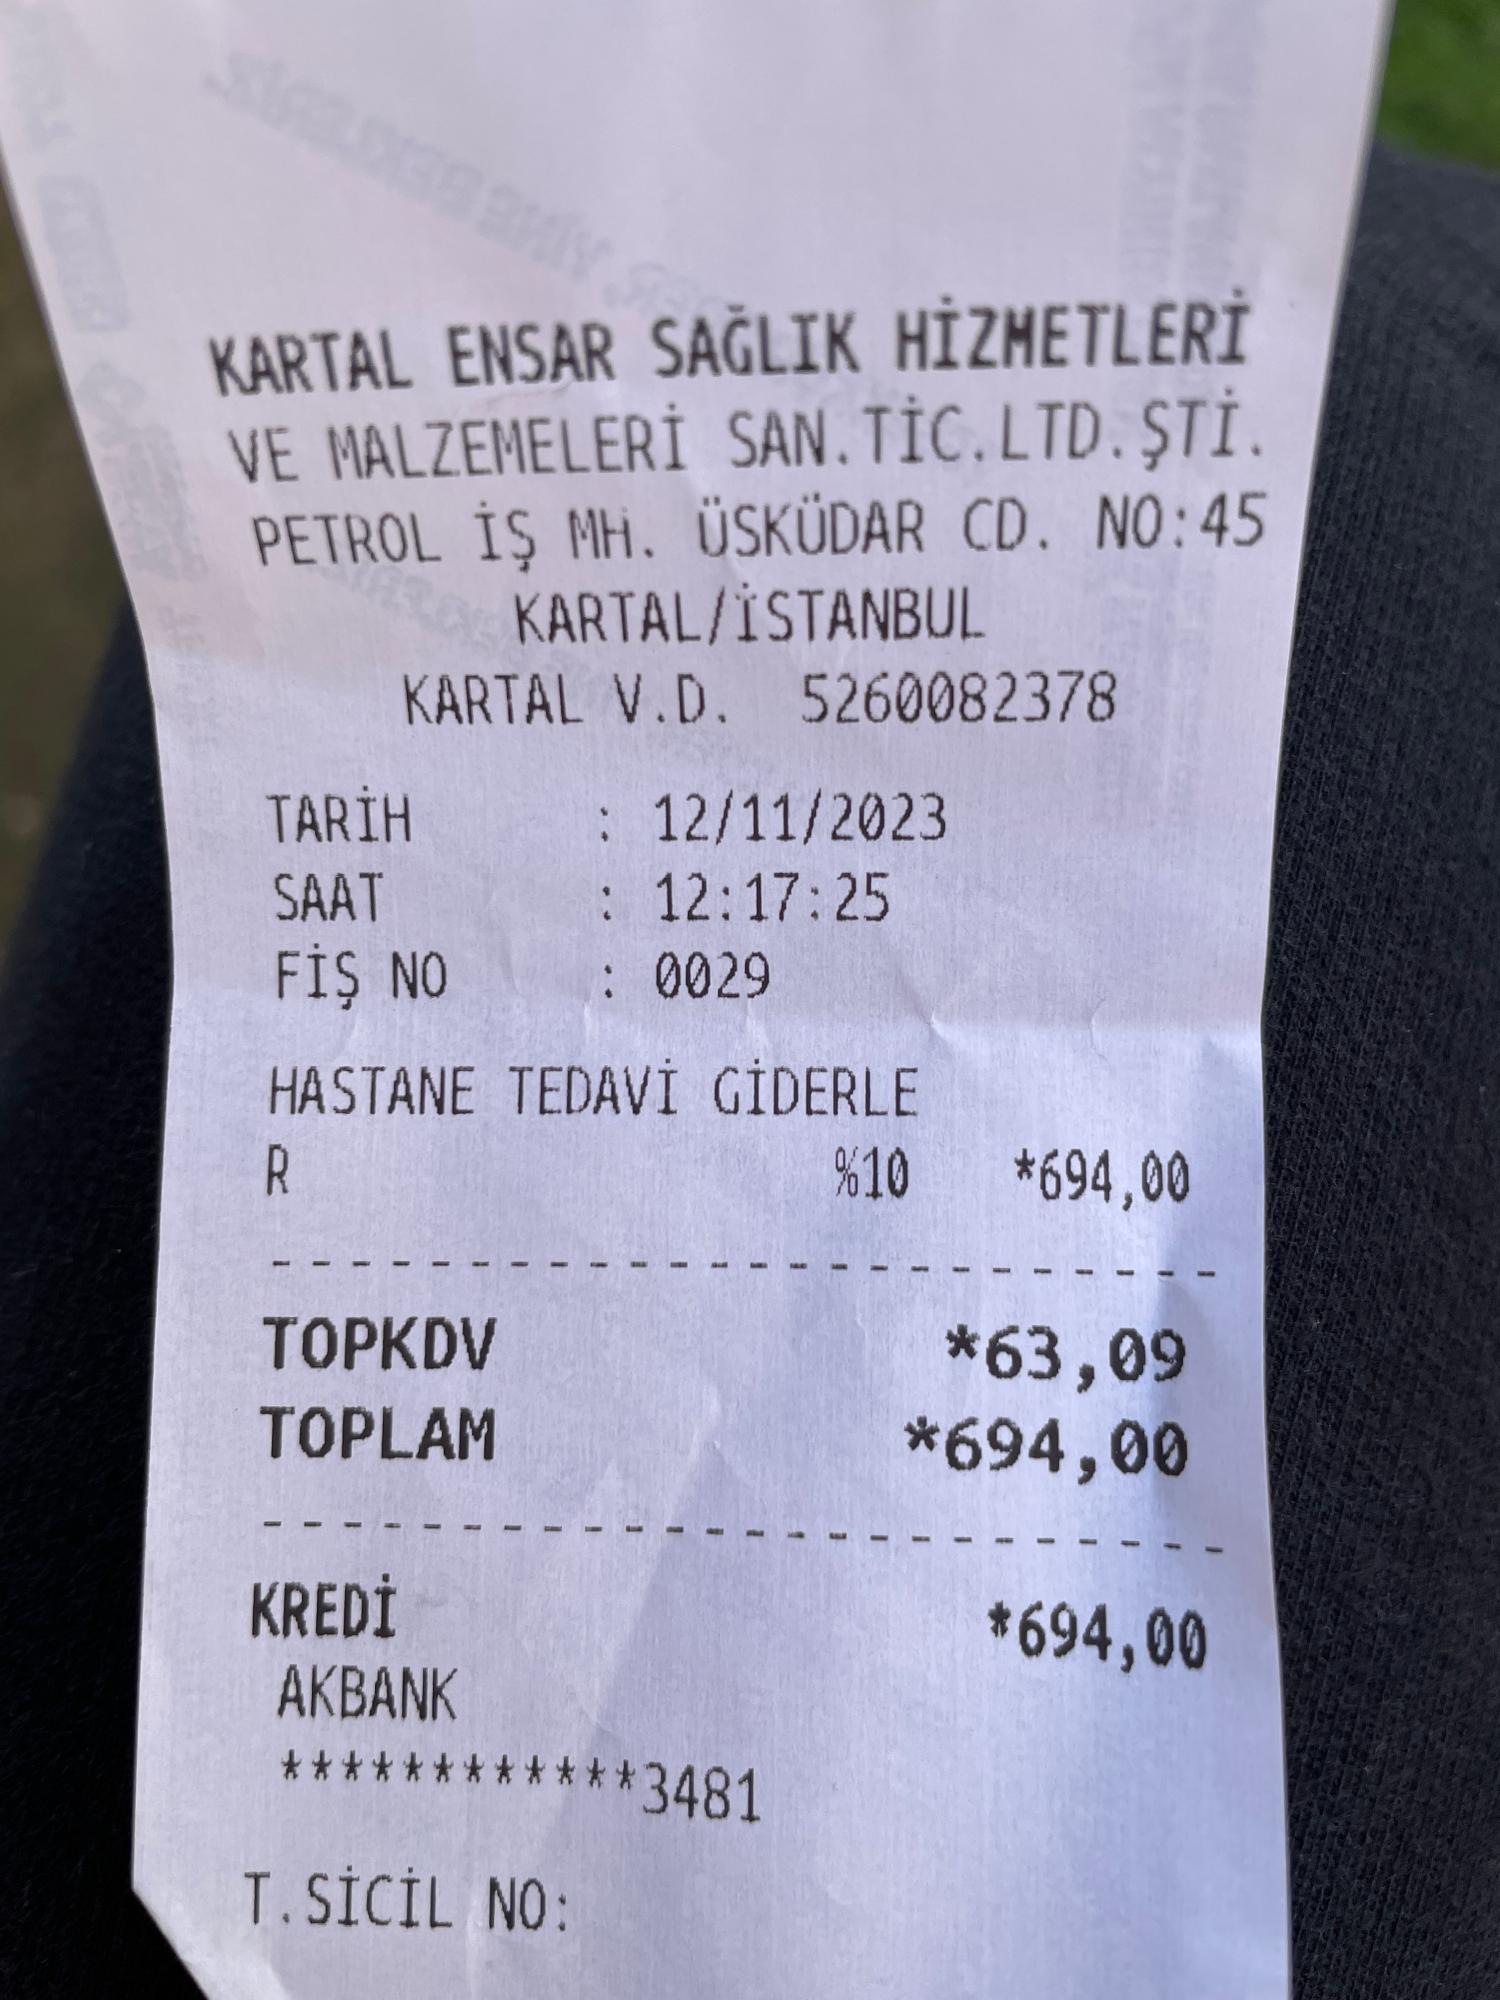 KARTAL ENSAR SAĞLIK HİZMETLERİ
VE MALZEMELERİ SAN.TİC.LTD.ŞTİ.
PETROL İŞ MH. ÜSKÜDAR CD. NO:45
KARTAL/İSTANBUL
KARTAL V.D. 5260082378
TARİH : 12/11/2023
SAAT : 12:17:25
FİŞ NO : 0029
HASTANE TEDAVİ GİDERLE
R %10 *694,00
TOPKDV *63,09
TOPLAM *694,00
KREDİ *694,00
AKBANK
************3481
T.SİCİL NO: